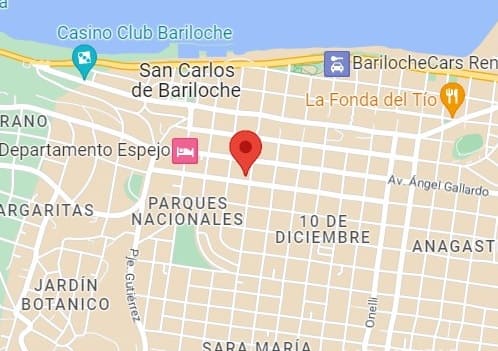 a
Casino Club Bariloche
San Carlos
de Bariloche
BarilocheCars Ren
La Fonda del Tío
RANO
Departamento Espejo
Av. Ángel Gallardo
ARGARITAS
PARQUES
NACIONALES
10 DE
DICIEMBRE
ANAGAST
JARDÍN
BOTANICO
Pje. Gutiérrez
Onelli
SARA MARÍA